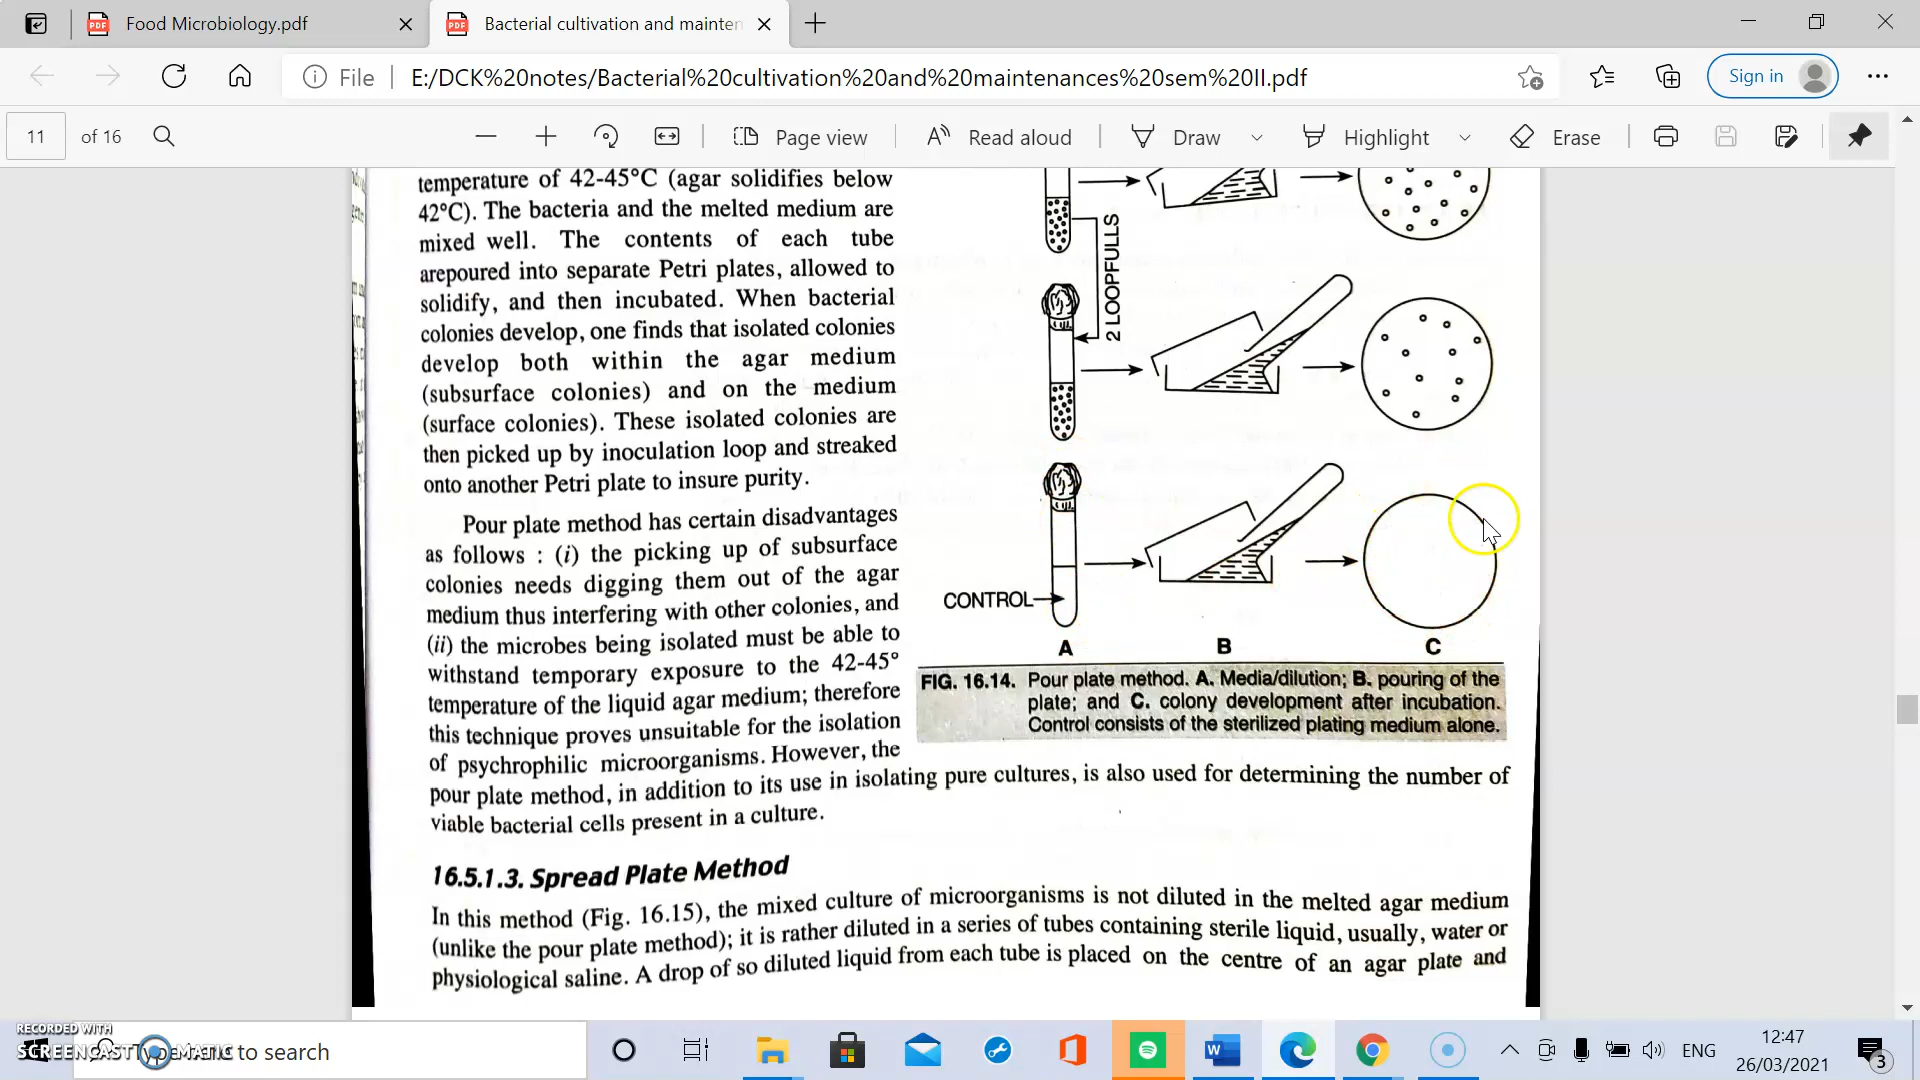 Food Microbiology.pdf
Bacterial cultivation and mainten
File
E:/DCK%20notes/Bacterial%20cultivation%20and%20maintenances%20sem%20II.pdf
Sign in
11
of 16
Page view
Read aloud
Draw
Highlight
Erase
temperature of 42-45°C (agar solidifies below
42°C). The bacteria and the melted medium are
mixed well. The contents of each tube
arepoured into separate Petri plates, allowed to
solidify, and then incubated. When bacterial
colonies develop, one finds that isolated colonies
develop both within the agar medium
(subsurface colonies) and on the medium
(surface colonies). These isolated colonies are
then picked up by inoculation loop and streaked
onto another Petri plate to insure purity.
Pour plate method has certain disadvantages
as follows : (i) the picking up of subsurface
colonies needs digging them out of the agar
medium thus interfering with other colonies, and
(ii) the microbes being isolated must be able to
withstand temporary exposure to the 42-45°
temperature of the liquid agar medium; therefore
this technique proves unsuitable for the isolation
of psychrophilic microorganisms. However, the
pour plate method, in addition to its use in isolating pure cultures, is also used for determining the number of
viable bacterial cells present in a culture.
2 LOOPFULLS
CONTROL
A
B
C
FIG. 16.14. Pour plate method. A. Media/dilution; B. pouring of the
plate; and C. colony development after incubation.
Control consists of the sterilized plating medium alone.
16.5.1.3. Spread Plate Method
In this method (Fig. 16.15), the mixed culture of microorganisms is not diluted in the melted agar medium
(unlike the pour plate method); it is rather diluted in a series of tubes containing sterile liquid, usually, water or
physiological saline. A drop of so diluted liquid from each tube is placed on the centre of an agar plate and
RECORDED WITH
SCREENCAST MATIC
to search
ENG
12:47
26/03/2021
3